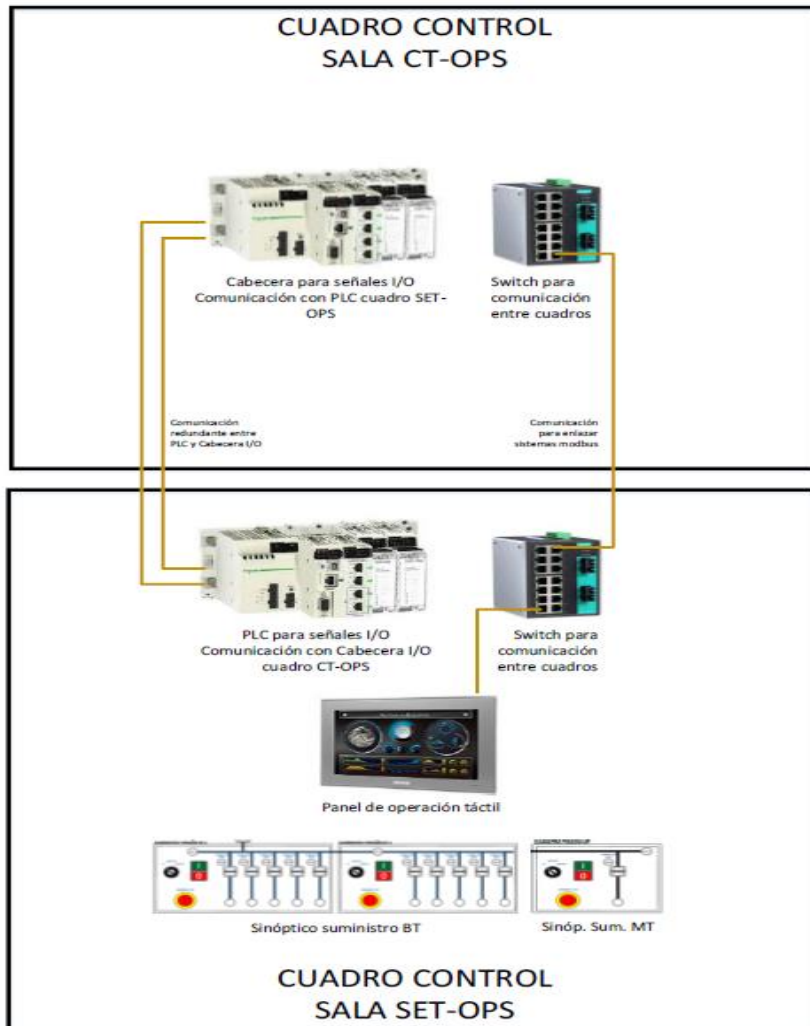 CUADRO CONTROL
SALA CT-OPS
Cabecera para señales I/O
Comunicación con PLC cuadro SET-
OPS
Switch para
comunicación
entre cuadros
Comunicación
redundante entre
PLC y Cabecera I/O
Comunicación
para enlazar
sistemas modbus
PLC para señales I/O
Comunicación con Cabecera I/O
cuadro CT-OPS
Switch para
comunicación
entre cuadros
Panel de operación táctil
Sinóptico suministro BT
Sinóp. Sum. MT
CUADRO CONTROL
SALA SET-OPS